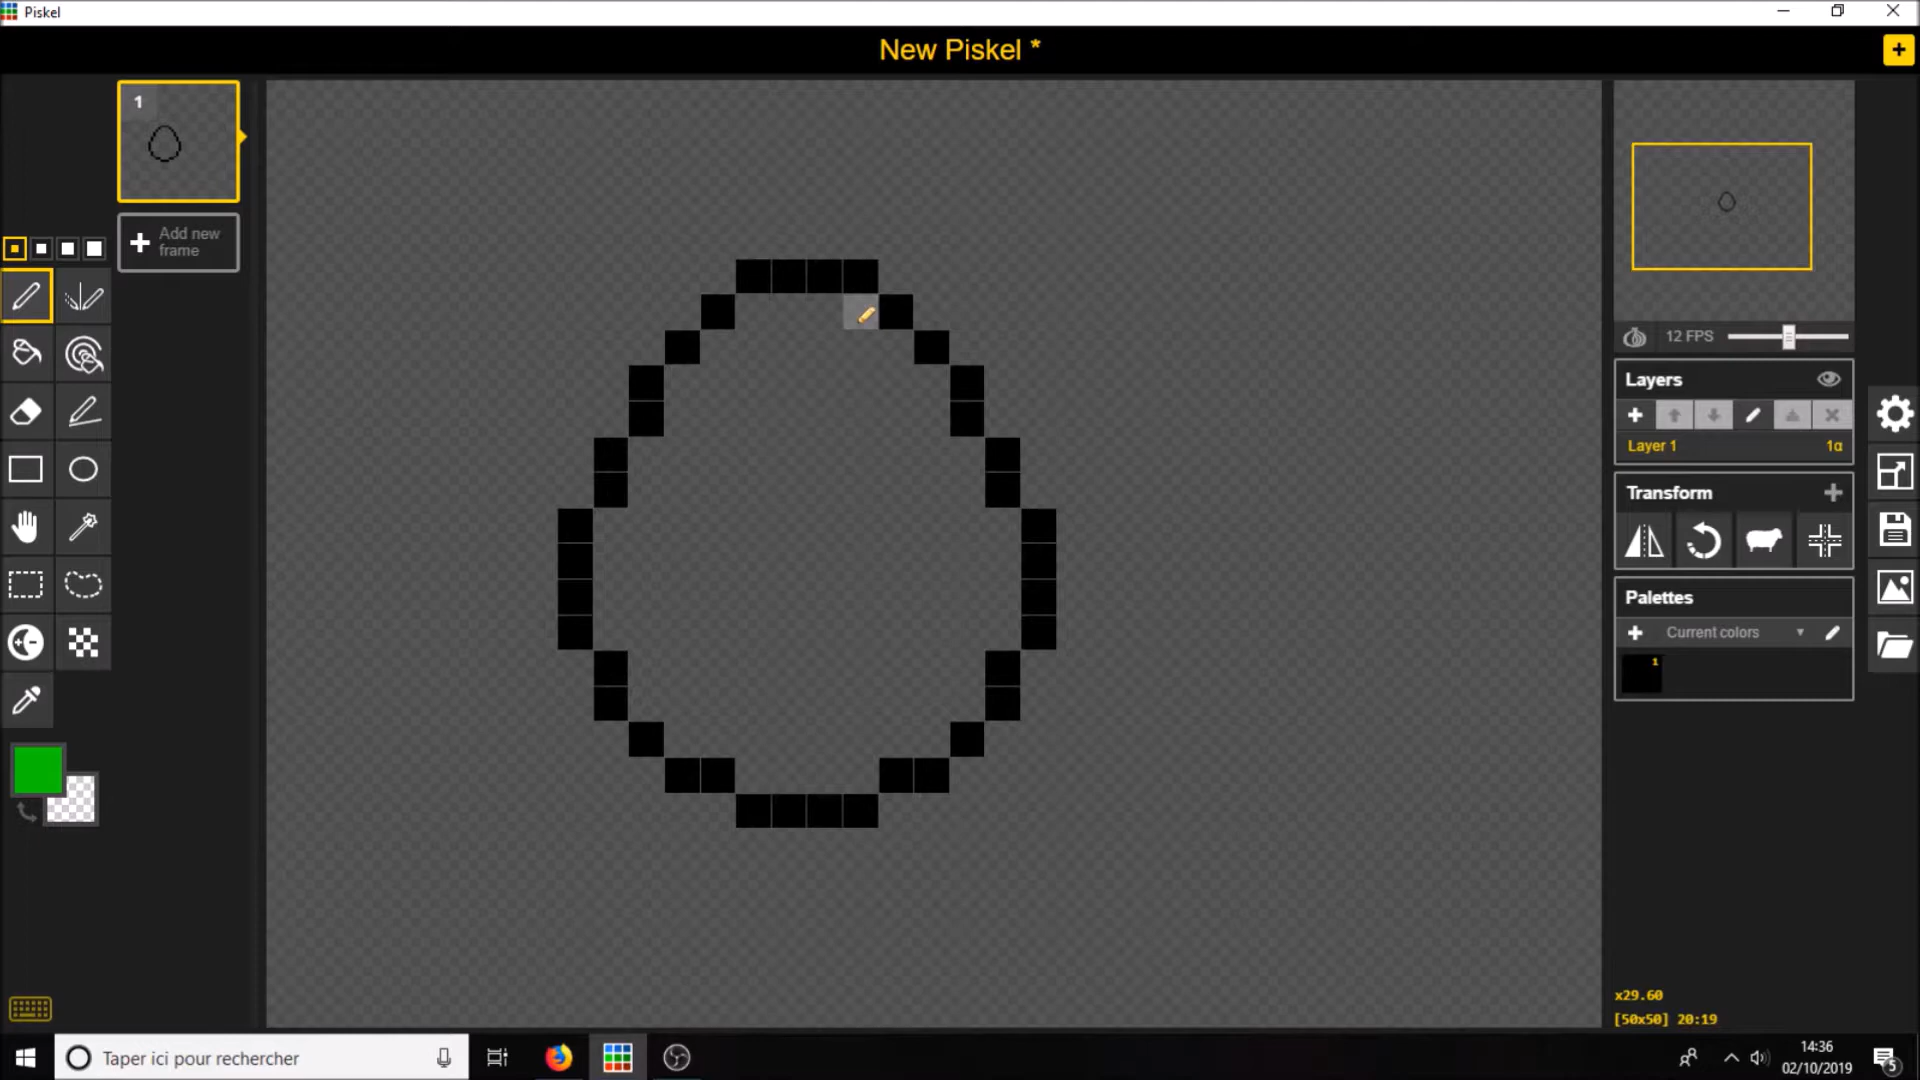 Piskel
New Piskel *
1
Add new
frame
12 FPS
Layers
Layer 1
1α
Transform
Palettes
Current colors
1
x29.60
[50x50] 20:19
Taper ici pour rechercher
14:36
02/10/2019
5